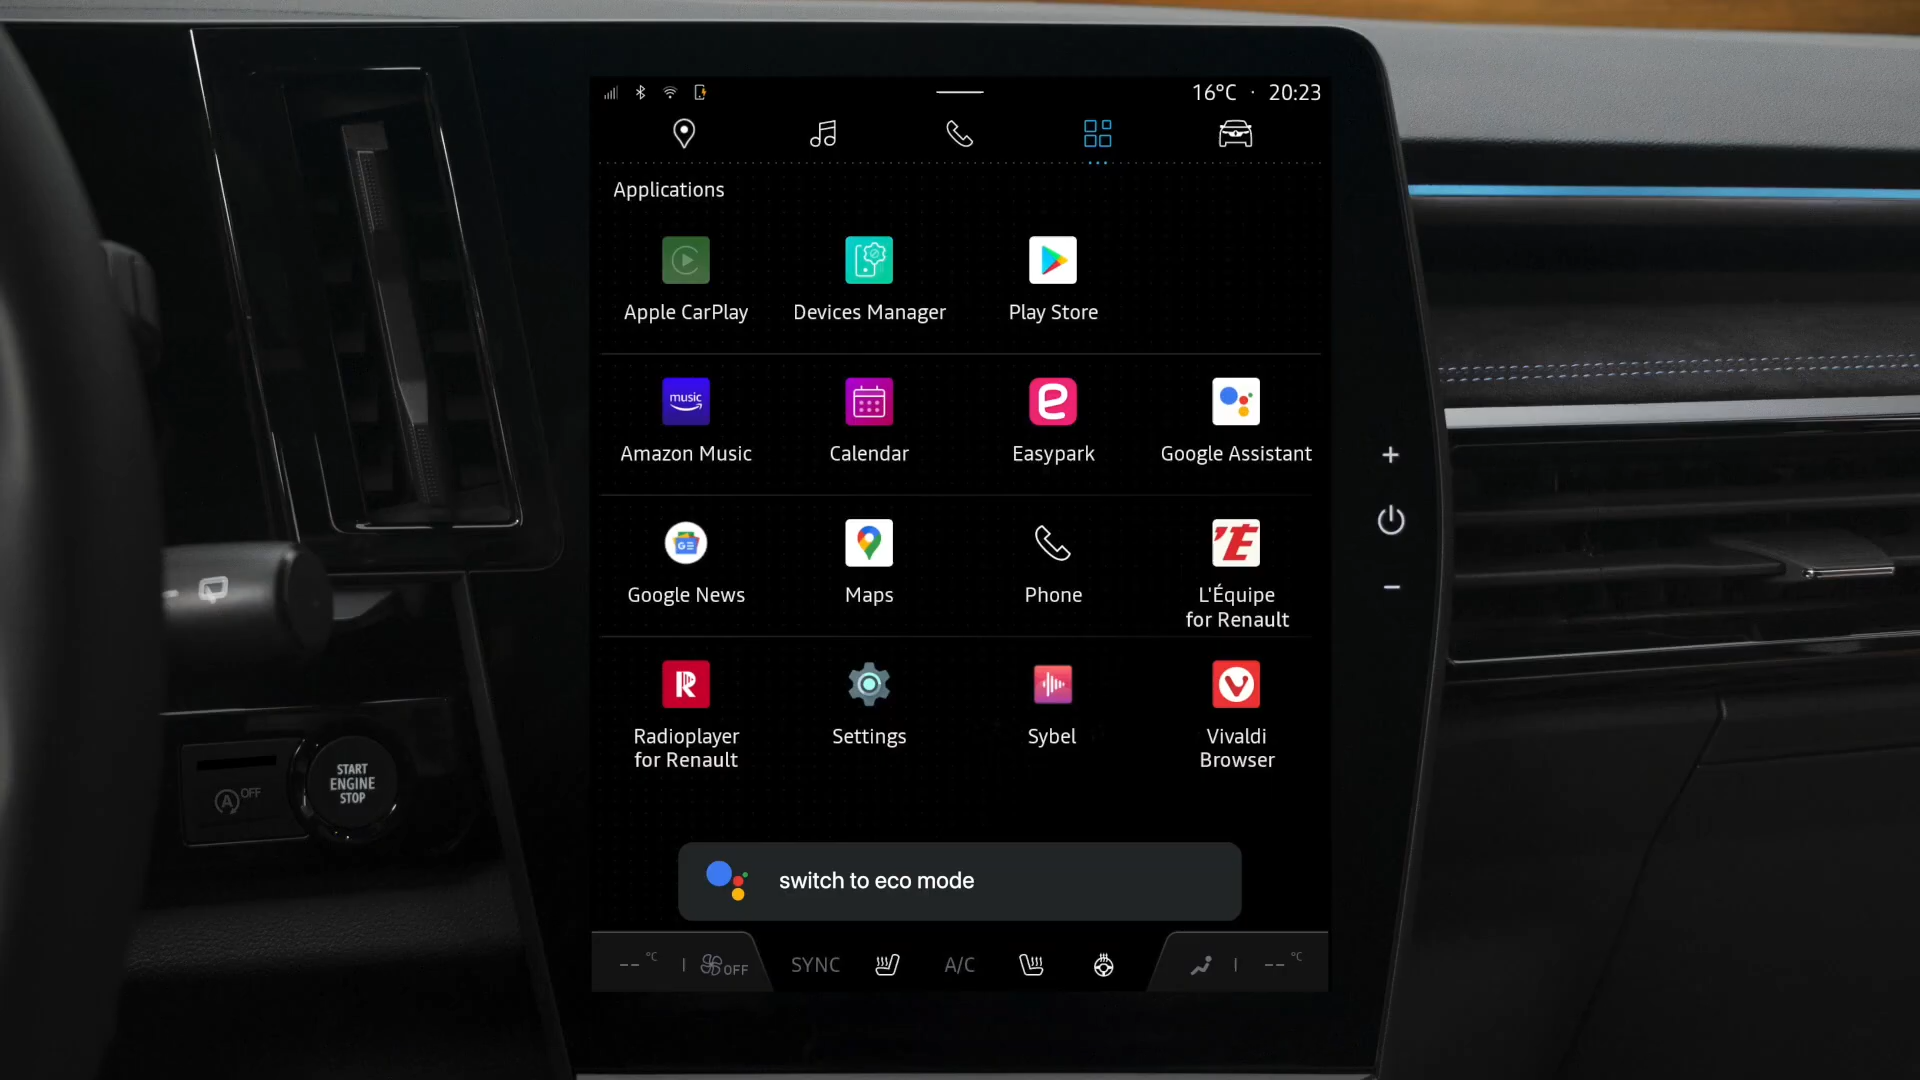 16°C · 20:23
Applications
Apple CarPlay
Devices Manager
Play Store
music
Amazon Music
Calendar
e
Easypark
Google Assistant
GE
Google News
Maps
Phone
'E
L'Équipe
for Renault
R
Radioplayer
for Renault
Settings
Sybel
Vivaldi
Browser
switch to eco mode
-- °C
OFF
SYNC
A/C
-- °C
A OFF
START
ENGINE
STOP